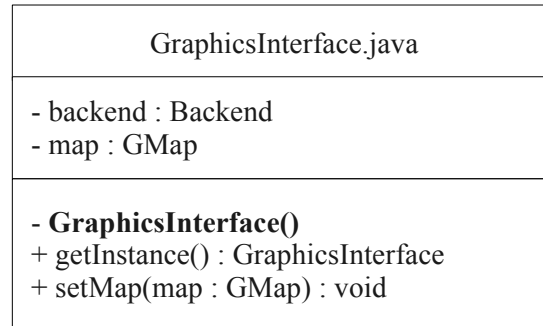 GraphicsInterface.java
- backend : Backend
- map : GMap
- GraphicsInterface()
+ getInstance() : GraphicsInterface
+ setMap(map : GMap) : void